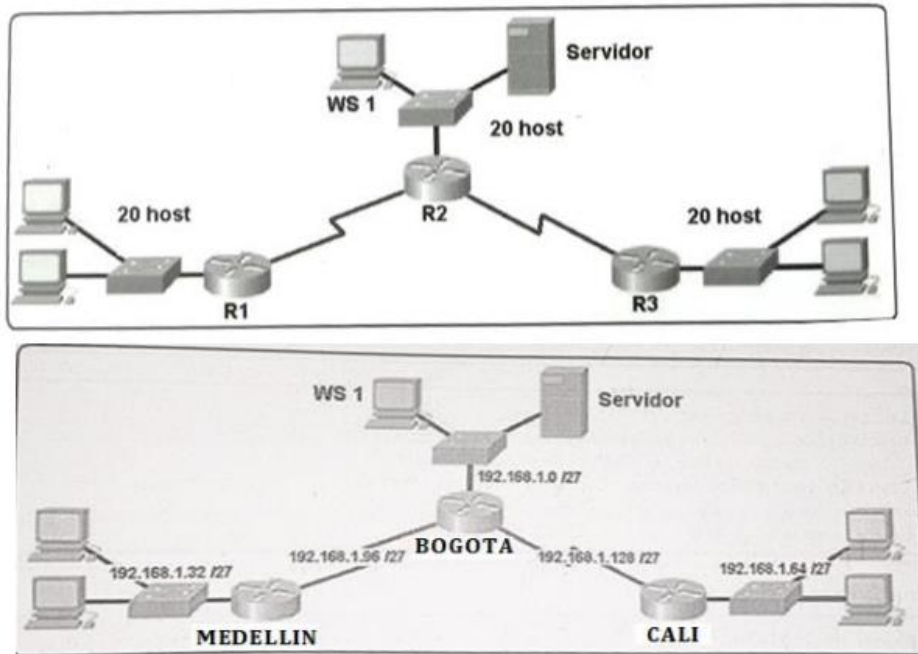 Servidor
WS 1
20 host
R2
20 host
20 host
R1
R3
WS 1
Servidor
192.168.1.0 /27
BOGOTA
192.168.1.96 /27
192.168.1.128 /27
192.168.1.32 /27
192.168.1.64 /27
MEDELLIN
CALI